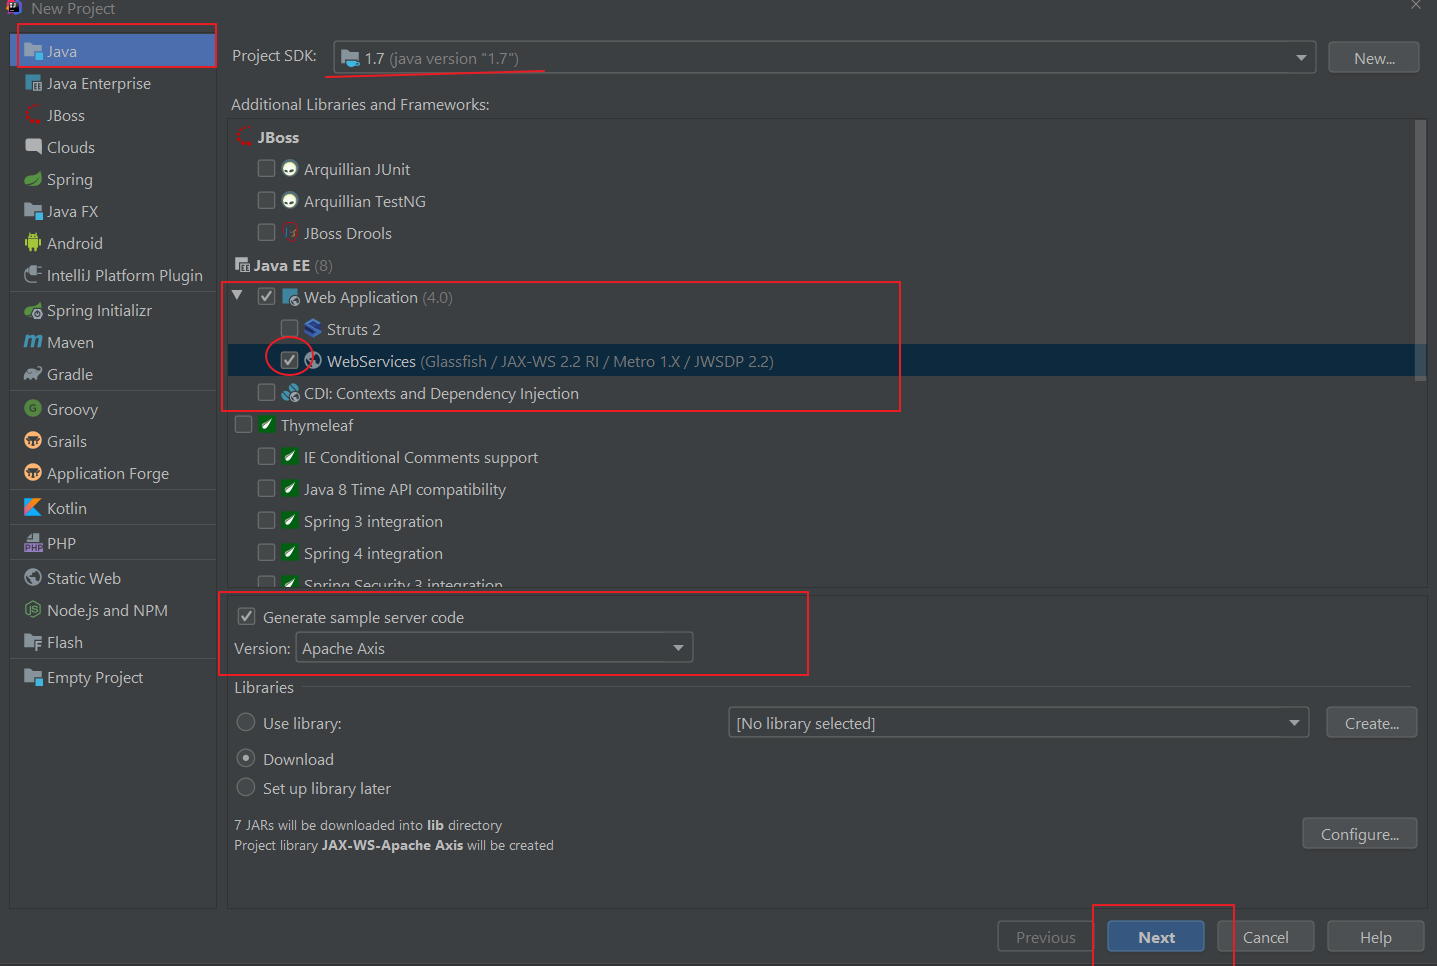 New Project
Java
Java Enterprise
JBoss
Clouds
Spring
Java FX
Android
IntelliJ Platform Plugin
Spring Initializr
Maven
Gradle
Groovy
Grails
Application Forge
Kotlin
PHP
Static Web
Node.js and NPM
Flash
Empty Project
Project SDK: 1.7 (java version "1.7") New...
Additional Libraries and Frameworks:
JBoss
Arquillian JUnit
Arquillian TestNG
JBoss Drools
Java EE (8)
Web Application (4.0)
Struts 2
WebServices (Glassfish / JAX-WS 2.2 RI / Metro 1.X / JWSDP 2.2)
CDI: Contexts and Dependency Injection
Thymeleaf
IE Conditional Comments support
Java 8 Time API compatibility
Spring 3 integration
Spring 4 integration
Spring Security 3 integration
Generate sample server code
Version: Apache Axis
Libraries
Use library: [No library selected] Create...
Download
Set up library later
7 JARs will be downloaded into lib directory
Project library JAX-WS-Apache Axis will be created
Configure...
Previous Next Cancel Help